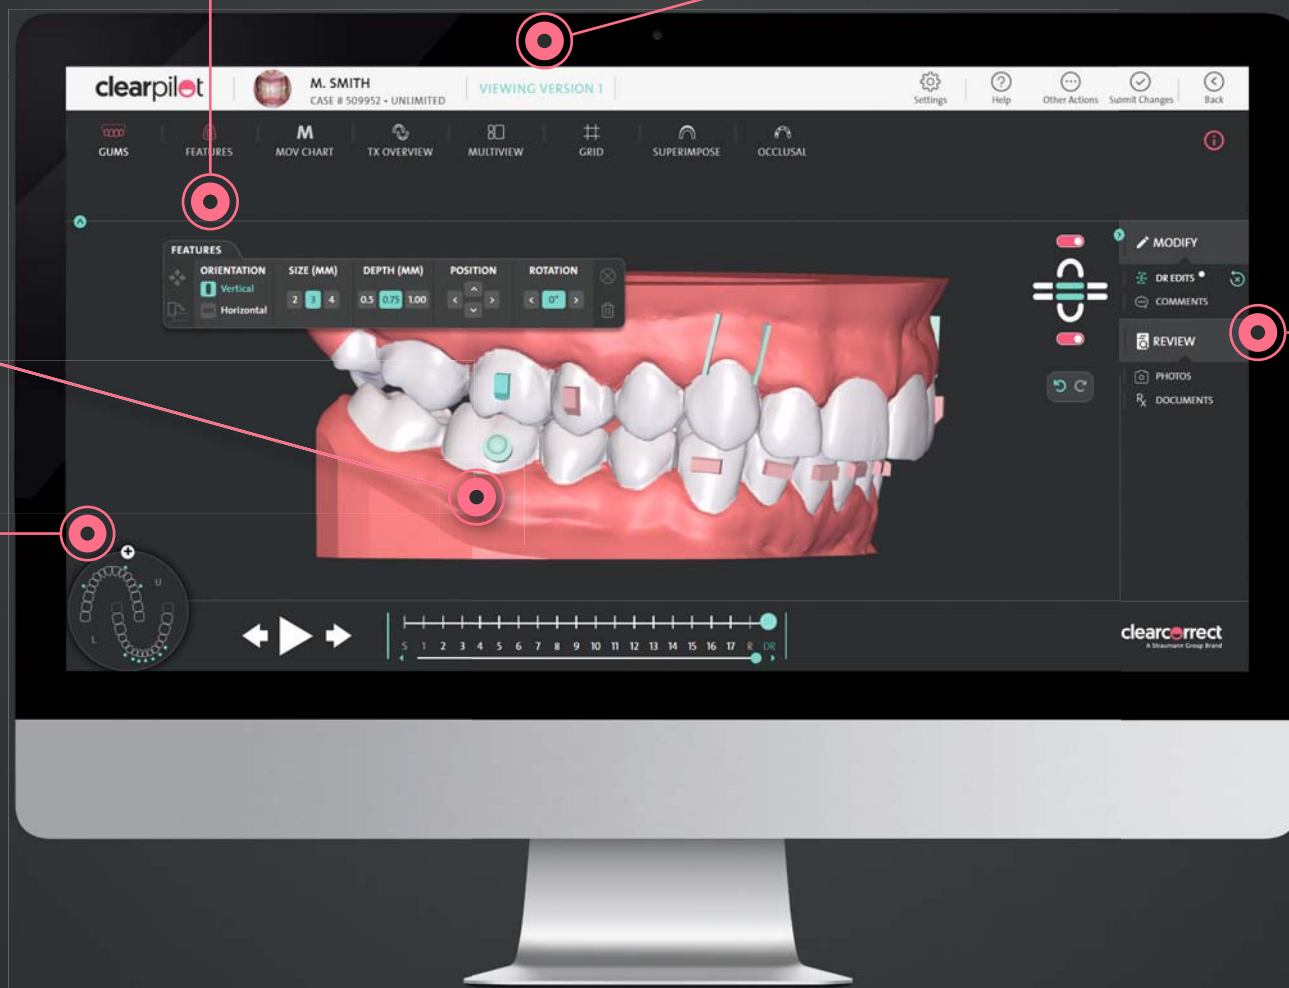 clearpilot
M. SMITH
CASE # 509952 • UNLIMITED
VIEWING VERSION 1
Settings
Help
Other Actions
Submit Changes
Back
GUMS
FEATURES
M
MOV CHART
TX OVERVIEW
MULTIVIEW
GRID
SUPERIMPOSE
OCCLUSAL
FEATURES
ORIENTATION
Vertical
Horizontal
SIZE (MM)
2 3 4
DEPTH (MM)
0.5 0.75 1.00
POSITION
ROTATION
0°
MODIFY
DR EDITS
COMMENTS
REVIEW
PHOTOS
Rx DOCUMENTS
U
L
S 1 2 3 4 5 6 7 8 9 10 11 12 13 14 15 16 17 R DR
clearcorrect
A Straumann Group Brand